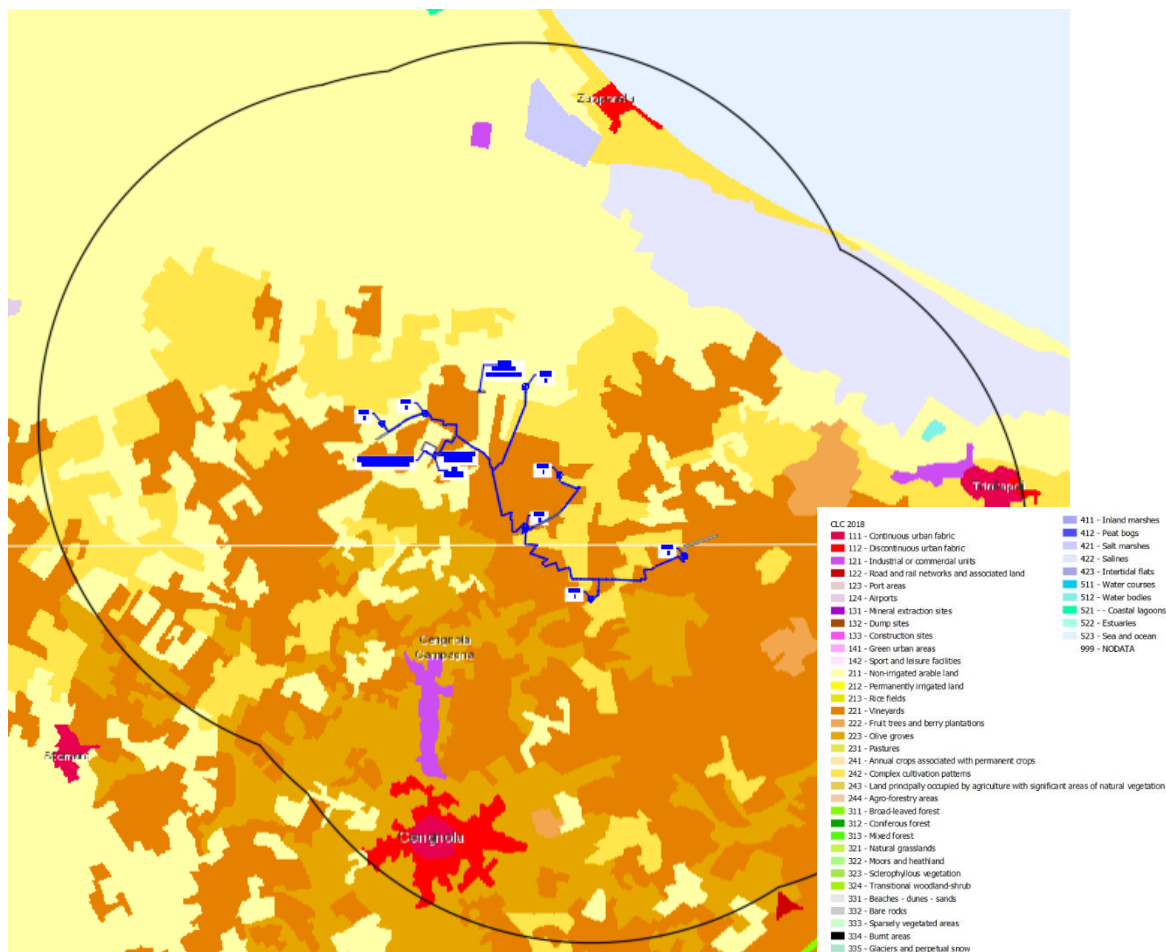 Cerignola
Campagna
Trinitapoli
Cerignola
CLC 2018
111 - Continuous urban fabric
112 - Discontinuous urban fabric
121 - Industrial or commercial units
122 - Road and rail networks and associated land
123 - Port areas
124 - Airports
131 - Mineral extraction sites
132 - Dump sites
133 - Construction sites
141 - Green urban areas
142 - Sport and leisure facilities
211 - Non-irrigated arable land
212 - Permanently irrigated land
213 - Rice fields
221 - Vineyards
222 - Fruit trees and berry plantations
223 - Olive groves
231 - Pastures
241 - Annual crops associated with permanent crops
242 - Complex cultivation patterns
243 - Land principally occupied by agriculture with significant areas of natural vegetation
244 - Agro-forestry areas
311 - Broad-leaved forest
312 - Coniferous forest
313 - Mixed forest
321 - Natural grasslands
322 - Moors and heathland
323 - Sclerophyllous vegetation
324 - Transitional woodland-shrub
331 - Beaches - dunes - sands
332 - Bare rocks
333 - Sparsely vegetated areas
334 - Burnt areas
335 - Glaciers and perpetual snow
411 - Inland marshes
412 - Peat bogs
421 - Salt marshes
422 - Salines
423 - Intertidal flats
511 - Water courses
512 - Water bodies
521 - - Coastal lagoons
522 - Estuaries
523 - Sea and ocean
999 - NODATA